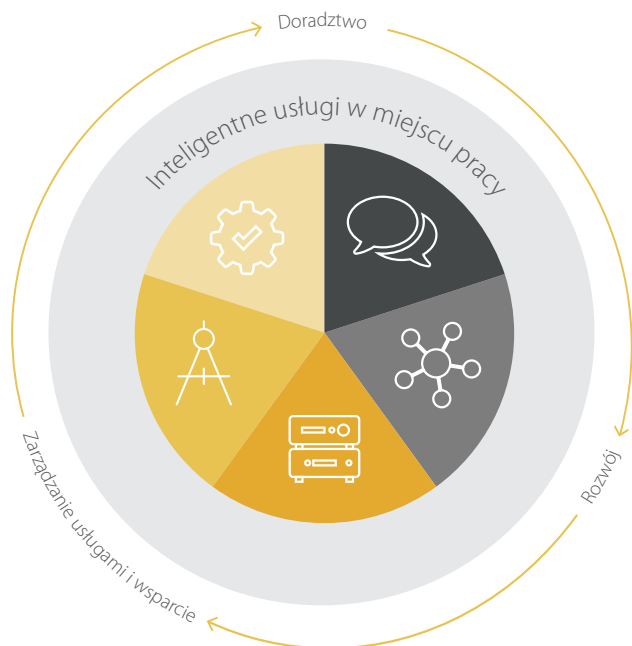 Doradztwo
Inteligentne usługi w miejscu pracy
Rozwój
Zarządzanie usługami i wsparcie